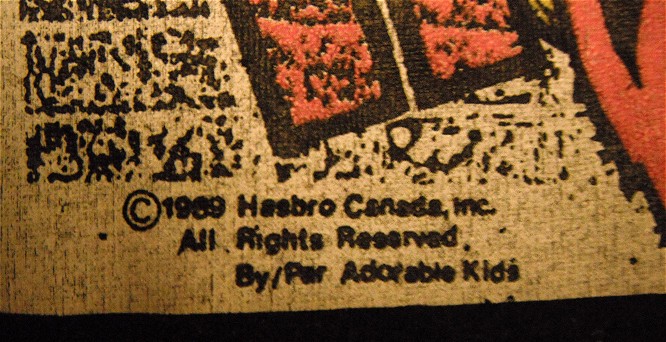 ©1989 Hasbro Canada, Inc.
All Rights Reserved.
By/Par Adorable Kids